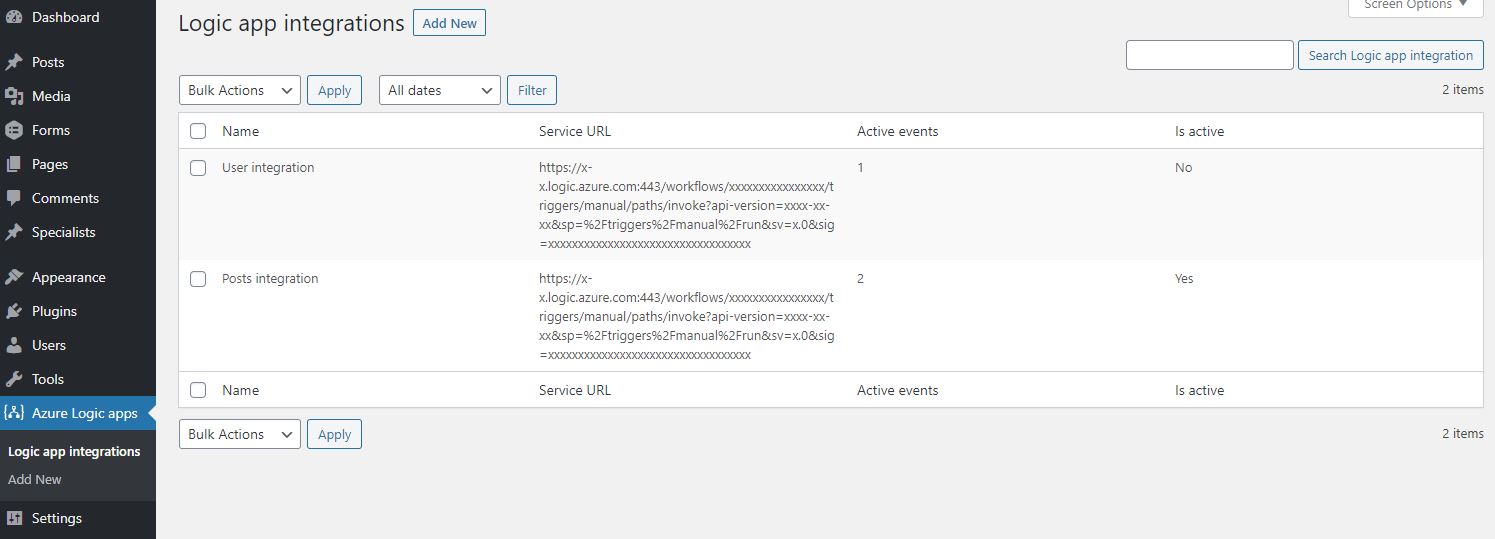 Dashboard
Posts
Media
Forms
Pages
Comments
Specialists
Appearance
Plugins
Users
Tools
Azure Logic apps
Logic app integrations
Add New
Settings
Screen Options
Logic app integrations Add New
Search Logic app integration
Bulk Actions Apply All dates Filter 2 items
Name Service URL Active events Is active
User integration https://x- 1 No
x.logic.azure.com:443/workflows/xxxxxxxxxxxxxxxx/t
riggers/manual/paths/invoke?api-version=xxxx-xx-
xx&sp=%2Ftriggers%2Fmanual%2Frun&sv=x.0&sig
=xxxxxxxxxxxxxxxxxxxxxxxxxxxxxxxxxx
Posts integration https://x- 2 Yes
x.logic.azure.com:443/workflows/xxxxxxxxxxxxxxxx/t
riggers/manual/paths/invoke?api-version=xxxx-xx-
xx&sp=%2Ftriggers%2Fmanual%2Frun&sv=x.0&sig
=xxxxxxxxxxxxxxxxxxxxxxxxxxxxxxxxxx
Name Service URL Active events Is active
Bulk Actions Apply 2 items